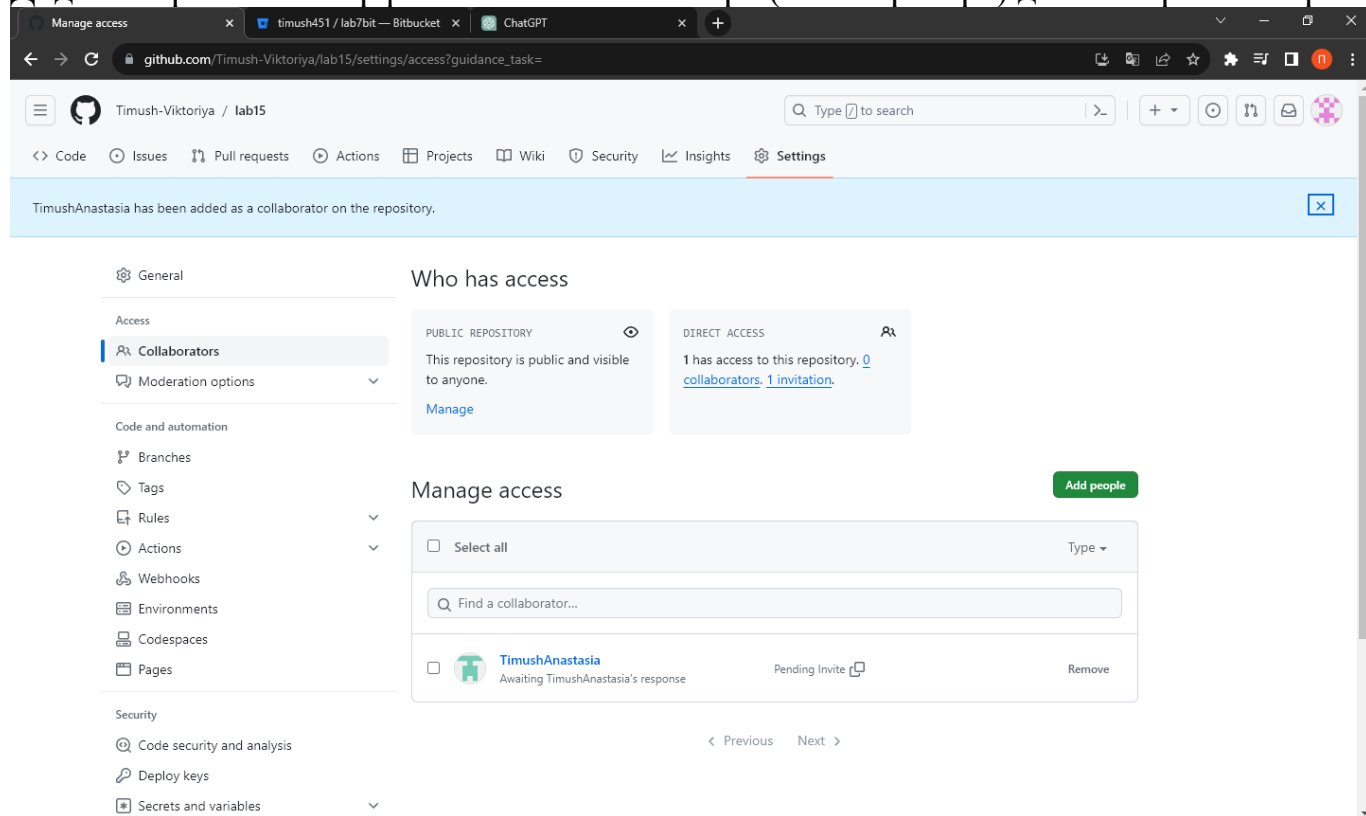 Manage access
timush451 / lab7bit — Bitbucket
ChatGPT
github.com/Timush-Viktoriya/lab15/settings/access?guidance_task=
П
Timush-Viktoriya / lab15
Type / to search
Code
Issues
Pull requests
Actions
Projects
Wiki
Security
Insights
Settings
TimushAnastasia has been added as a collaborator on the repository.
General
Access
Collaborators
Moderation options
Code and automation
Branches
Tags
Rules
Actions
Webhooks
Environments
Codespaces
Pages
Security
Code security and analysis
Deploy keys
Secrets and variables
Who has access
PUBLIC REPOSITORY
This repository is public and visible
to anyone.
Manage
DIRECT ACCESS
1 has access to this repository. 0
collaborators. 1 invitation.
Manage access
Add people
Select all
Type
Find a collaborator...
TimushAnastasia
Awaiting TimushAnastasia's response
Pending Invite
Remove
Previous
Next